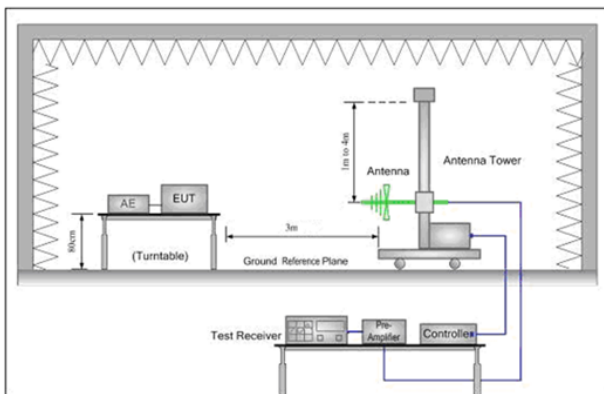 1m to 4m
Antenna
Antenna Tower
AE
EUT
80cm
(Turntable)
3m
Ground Reference Plane
Test Receiver
Pre-
Amplifier
Controller